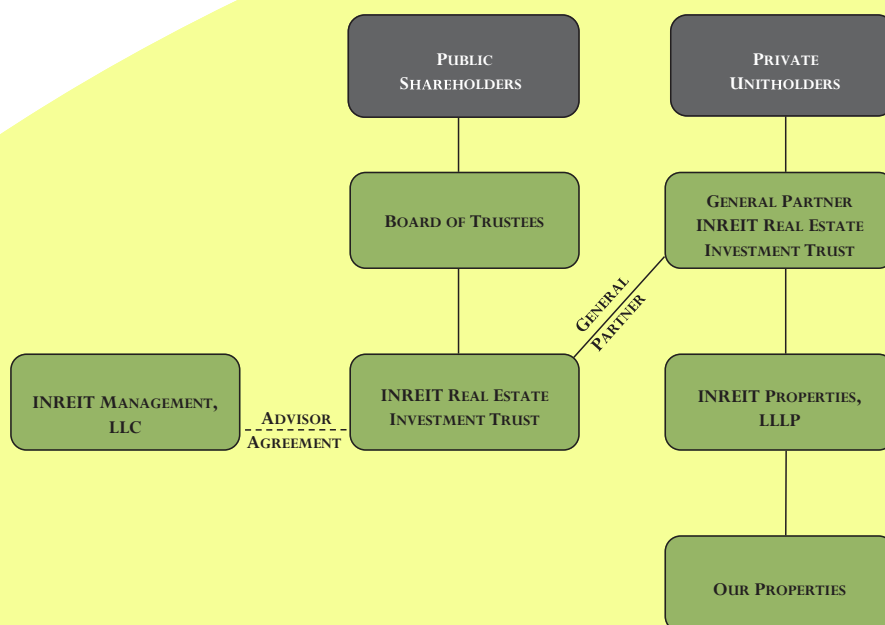 PUBLIC
SHAREHOLDERS
PRIVATE
UNITHOLDERS
BOARD OF TRUSTEES
GENERAL PARTNER
INREIT REAL ESTATE
INVESTMENT TRUST
GENERAL
PARTNER
INREIT MANAGEMENT,
LLC
ADVISOR
AGREEMENT
INREIT REAL ESTATE
INVESTMENT TRUST
INREIT PROPERTIES,
LLLP
OUR PROPERTIES